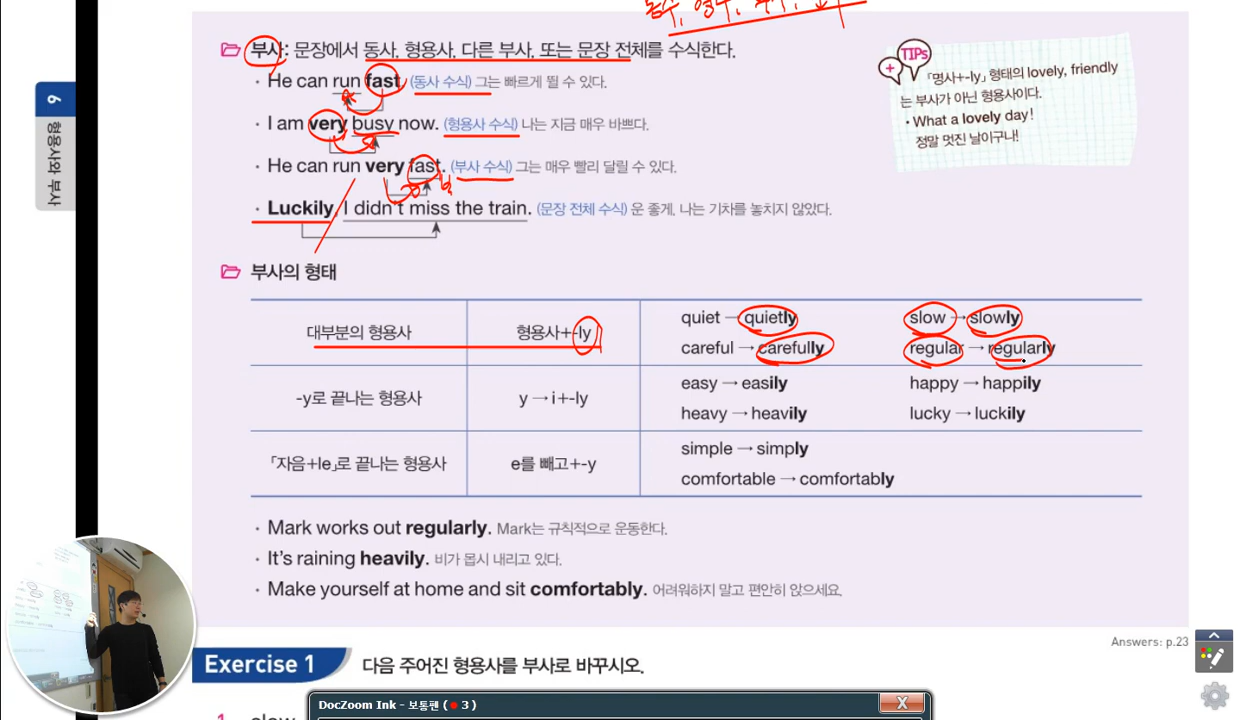 동수, 형수, 부수,
부사: 문장에서 동사, 형용사, 다른 부사, 또는 문장 전체를 수식한다.
· He can run fast. (동사 수식) 그는 빠르게 뛸 수 있다.
· I am very busy now. (형용사 수식) 나는 지금 매우 바쁘다.
· He can run very fast. (부사 수식) 그는 매우 빨리 달릴 수 있다.
· Luckily, I didn't miss the train. (문장 전체 수식) 운 좋게, 나는 기차를 놓치지 않았다.
TIPs
「명사+-ly」 형태의 lovely, friendly
는 부사가 아닌 형용사이다.
· What a lovely day!
정말 멋진 날이구나!
6
형용사와 부사
부사의 형태
대부분의 형용사 형용사+-ly quiet → quietly slow → slowly
careful → carefully regular → regularly
-y로 끝나는 형용사 y → i+-ly easy → easily happy → happily
heavy → heavily lucky → luckily
「자음+le」로 끝나는 형용사 e를 빼고+-y simple → simply
comfortable → comfortably
· Mark works out regularly. Mark는 규칙적으로 운동한다.
· It's raining heavily. 비가 몹시 내리고 있다.
· Make yourself at home and sit comfortably. 어려워하지 말고 편안히 앉으세요.
Answers: p.23
Exercise 1 다음 주어진 형용사를 부사로 바꾸시오.
1 slow
DocZoom Ink - 보통펜 ( ● 3 )
X